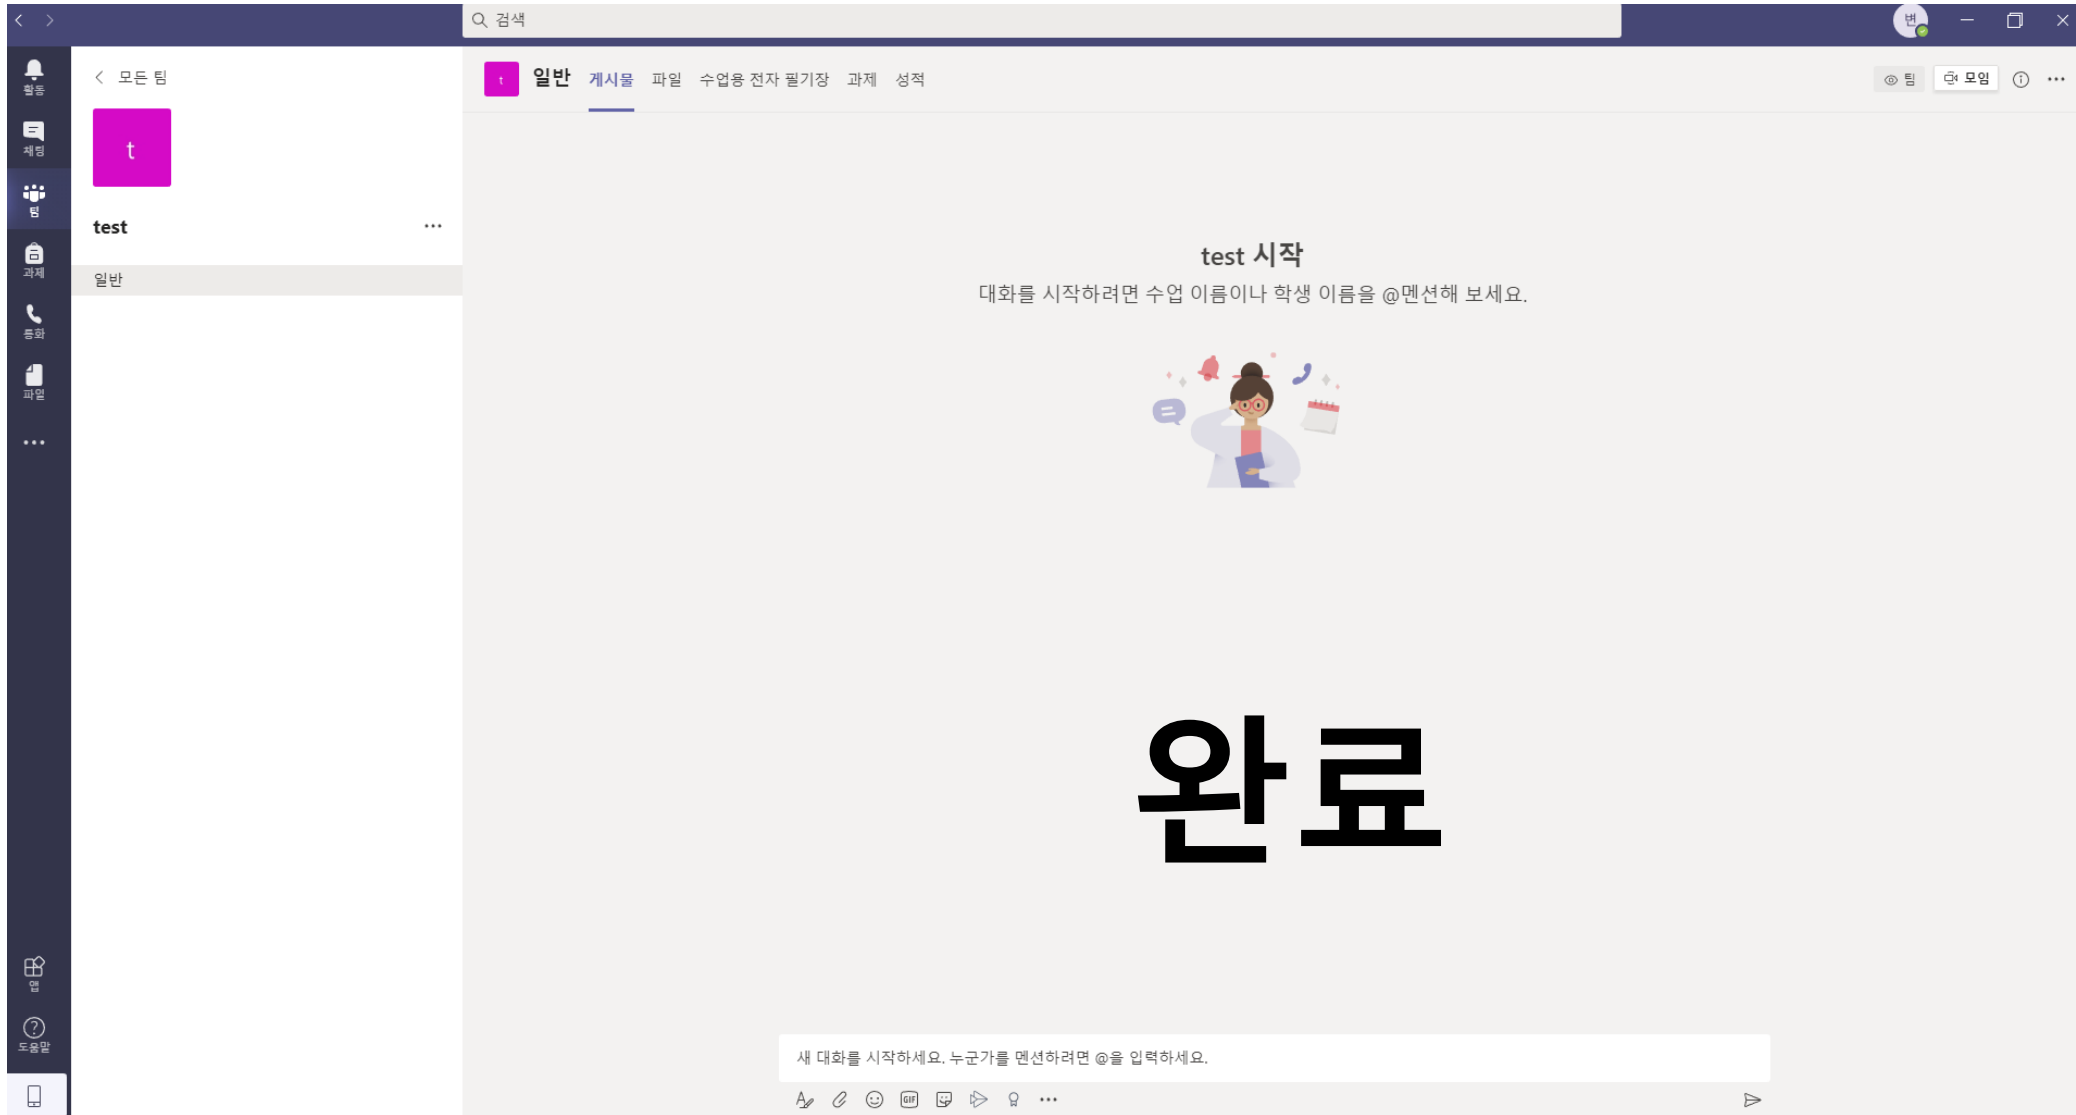 검색
변
활동
채팅
팀
과제
통화
파일
앱
도움말
모든 팀
t
test
일반
t
일반 게시물 파일 수업용 전자 필기장 과제 성적
팀 모임
test 시작
대화를 시작하려면 수업 이름이나 학생 이름을 @멘션해 보세요.
완료
새 대화를 시작하세요. 누군가를 멘션하려면 @을 입력하세요.
GIF